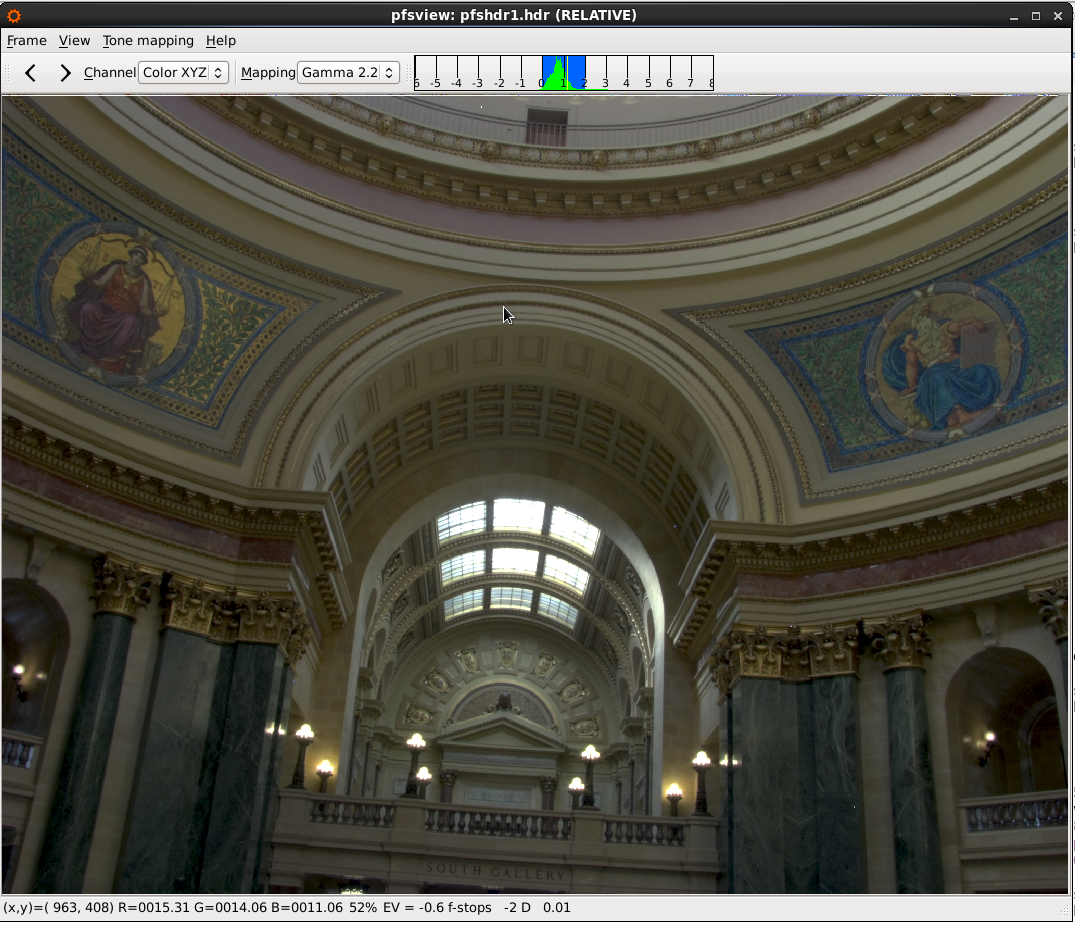 pfsview: pfshdr1.hdr (RELATIVE)
Frame View Tone mapping Help
Channel Color XYZ Mapping Gamma 2.2 6 -5 -4 -3 -2 -1 0 1 2 3 4 5 6 7 8
SOUTH GALLERY
(x,y)=( 963, 408) R=0015.31 G=0014.06 B=0011.06 52% EV = -0.6 f-stops -2 D 0.01